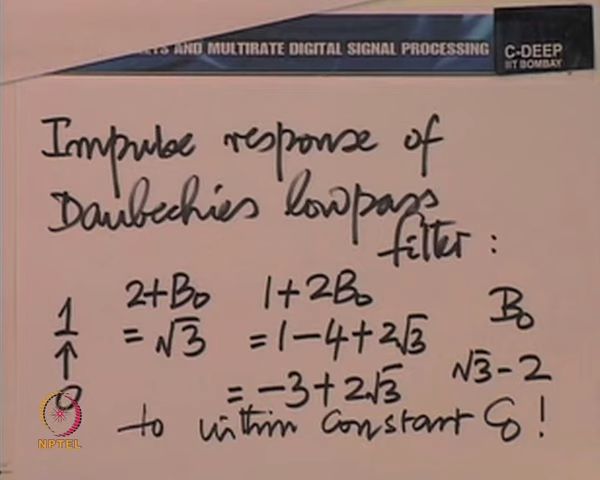 AND MULTIRATE DIGITAL SIGNAL PROCESSING
C-DEEP
IIT BOMBAY
Impulse response of
Daubechies lowpass
filter :
1 2+B₀ 1+2B₀ B₀
↑ = √3 = 1-4+2√3 √3-2
0 = -3+2√3
to within constant C₀ !
NPTEL